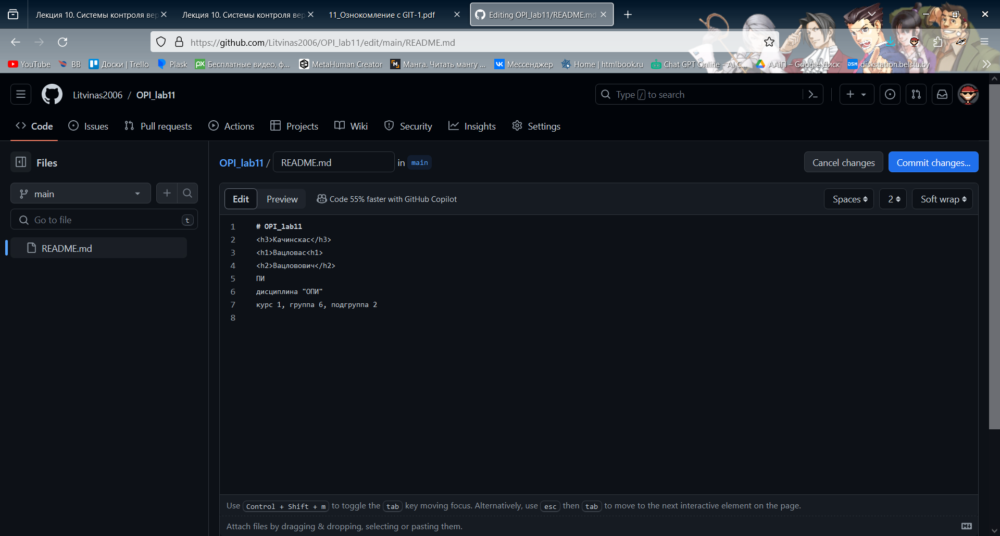 Лекция 10. Системы контроля вер
Лекция 10. Системы контроля вер
11_Ознокомление с GIT-1.pdf
Editing OPI_lab11/README.md
https://github.com/Litvinas2006/OPI_lab11/edit/main/README.md
YouTube
ВВ
Доски | Trello
Plask
Бесплатные видео, ф...
MetaHuman Creator
Манга. Читать мангу ...
Мессенджер
Home | htmlbook.ru
Chat GPT Online - AI C...
ААІП – Google Диск
diskstation.belstu.by
Litvinas2006 / OPI_lab11
Type / to search
Code
Issues
Pull requests
Actions
Projects
Wiki
Security
Insights
Settings
Files
OPI_lab11 / README.md in main
Cancel changes
Commit changes...
main
Go to file
t
README.md
Edit
Preview
Code 55% faster with GitHub Copilot
Spaces
2
Soft wrap
1 # OPI_lab11
2 <h3>Качинскас</h3>
3 <h1>Вацловас<h1>
4 <h2>Вацловович</h2>
5 ПИ
6 дисциплина "ОПИ"
7 курс 1, группа 6, подгруппа 2
8
Use Control + Shift + m to toggle the tab key moving focus. Alternatively, use esc then tab to move to the next interactive element on the page.
Attach files by dragging & dropping, selecting or pasting them.